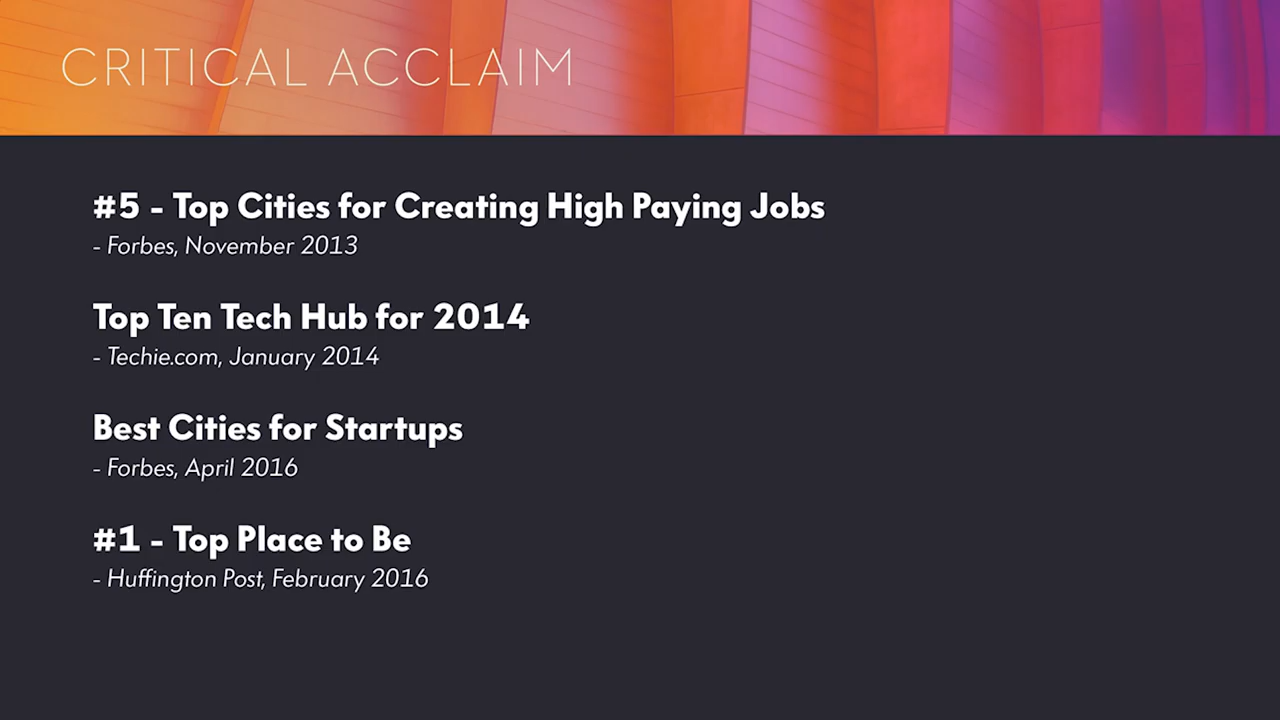 CRITICAL ACCLAIM
#5 - Top Cities for Creating High Paying Jobs
- Forbes, November 2013
Top Ten Tech Hub for 2014
- Techie.com, January 2014
Best Cities for Startups
- Forbes, April 2016
#1 - Top Place to Be
- Huffington Post, February 2016